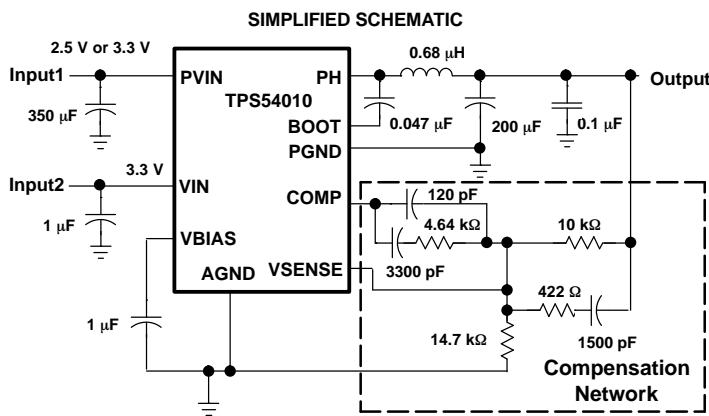 SIMPLIFIED SCHEMATIC
2.5 V or 3.3 V
Input1
350 μF
PVIN
TPS54010
PH
0.68 μH
Output
BOOT
0.047 μF
200 μF
0.1 μF
PGND
3.3 V
Input2
VIN
1 μF
COMP
120 pF
4.64 kΩ
10 kΩ
VBIAS
3300 pF
VSENSE
AGND
422 Ω
1 μF
1500 pF
14.7 kΩ
Compensation
Network